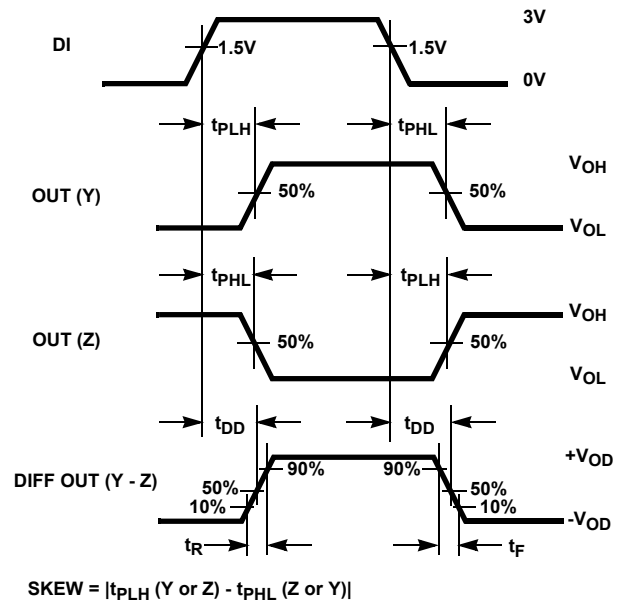 3V
DI
1.5V
1.5V
0V
tPLH
tPHL
VOH
OUT (Y)
50%
50%
VOL
tPHL
tPLH
VOH
OUT (Z)
50%
50%
VOL
tDD
tDD
+VOD
90%
90%
DIFF OUT (Y - Z)
50%
50%
10%
10%
-VOD
tR
tF
SKEW = |tPLH (Y or Z) - tPHL (Z or Y)|